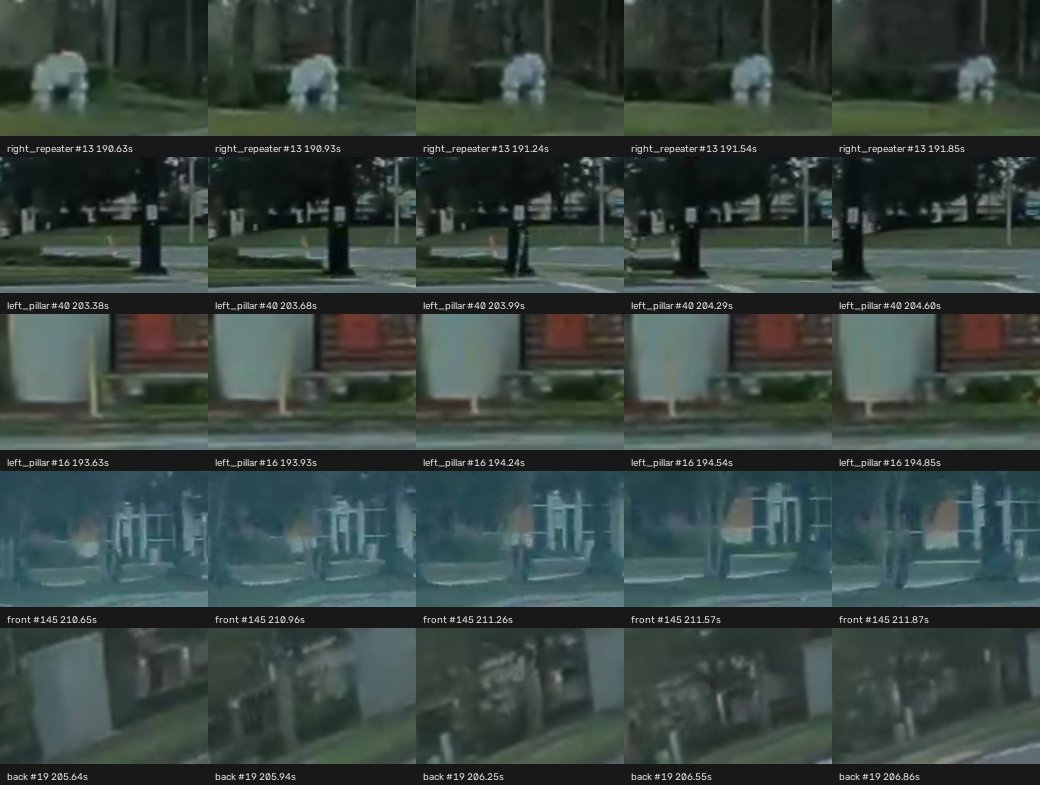 right_repeater #13 190.63s
right_repeater #13 190.93s
right_repeater #13 191.24s
right_repeater #13 191.54s
right_repeater #13 191.85s
left_pillar #40 203.38s
left_pillar #40 203.68s
left_pillar #40 203.99s
left_pillar #40 204.29s
left_pillar #40 204.60s
left_pillar #16 193.63s
left_pillar #16 193.93s
left_pillar #16 194.24s
left_pillar #16 194.54s
left_pillar #16 194.85s
front #145 210.65s
front #145 210.96s
front #145 211.26s
front #145 211.57s
front #145 211.87s
back #19 205.64s
back #19 205.94s
back #19 206.25s
back #19 206.55s
back #19 206.86s